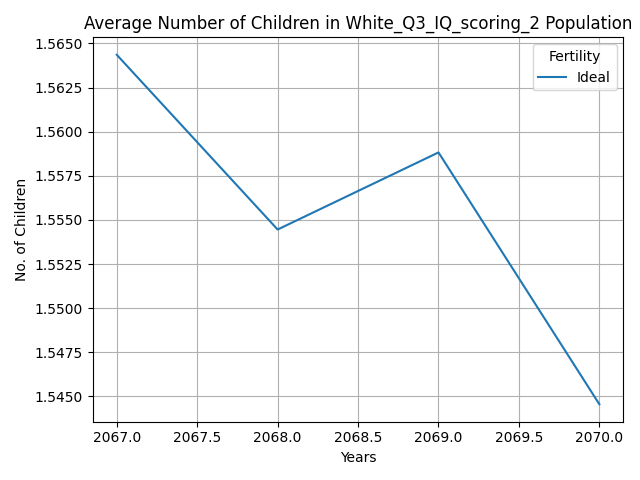 Average Number of Children in White_Q3_IQ_scoring_2 Population
1.5650
1.5625
1.5600
1.5575
1.5550
1.5525
1.5500
1.5475
1.5450
No. of Children
Fertility
Ideal
2067.0 2067.5 2068.0 2068.5 2069.0 2069.5 2070.0
Years